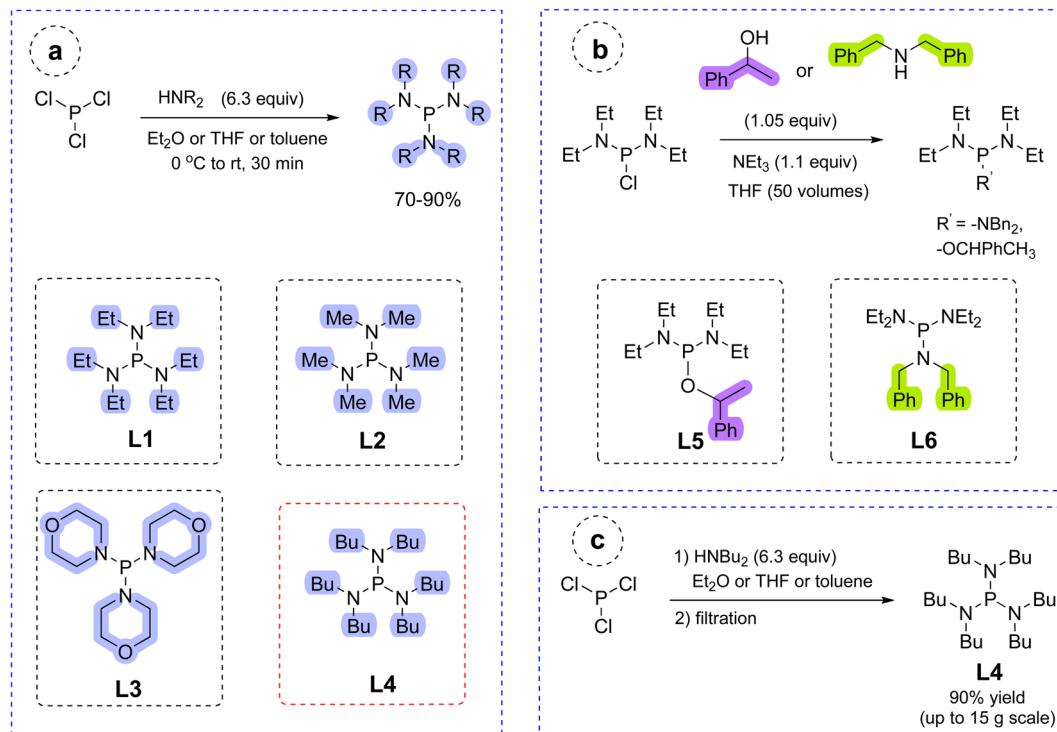 a
Cl
Cl
P
Cl
HNR2 (6.3 equiv)
Et2O or THF or toluene
0 °C to rt, 30 min
R R
R N P N R
R N R
70-90%
Et Et
N
Et P Et
N N
Et Et
L1
Me Me
N
Me P Me
N N
Me Me
L2
O O
N P N
N
O
L3
Bu Bu
N
Bu P Bu
N N
Bu Bu
L4
b
OH
Ph
or
Ph N Ph
H
Et Et
Et N P N Et
Cl
(1.05 equiv)
NEt3 (1.1 equiv)
THF (50 volumes)
Et Et
N N
Et P Et
R'
R' = -NBn2,
-OCHPhCH3
Et Et
N N
Et P Et
O
Ph
L5
Et2N NEt2
P
N
Ph Ph
L6
c
Cl
Cl
P
Cl
1) HNBu2 (6.3 equiv)
Et2O or THF or toluene
2) filtration
Bu Bu
N
Bu P Bu
N N
Bu Bu
L4
90% yield
(up to 15 g scale)